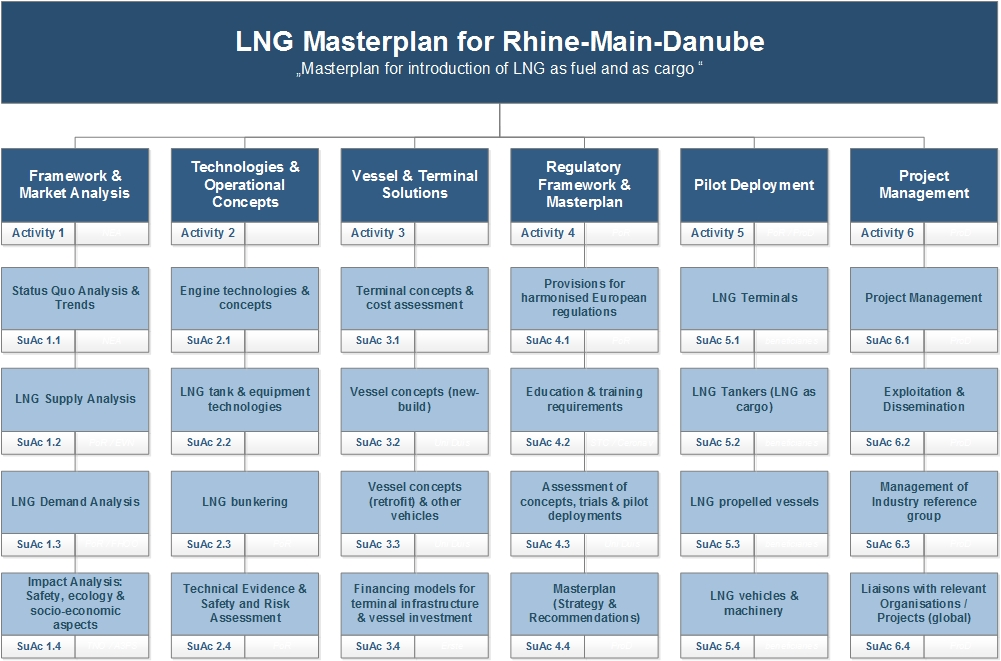 LNG Masterplan for Rhine-Main-Danube
„Masterplan for introduction of LNG as fuel and as cargo “
Framework &
Market Analysis
Activity 1
Technologies &
Operational
Concepts
Activity 2
Vessel & Terminal
Solutions
Activity 3
Regulatory
Framework &
Masterplan
Activity 4
Pilot Deployment
Activity 5
Project
Management
Activity 6
Status Quo Analysis &
Trends
SuAc 1.1
Engine technologies &
concepts
SuAc 2.1
Terminal concepts &
cost assessment
SuAc 3.1
Provisions for
harmonised European
regulations
SuAc 4.1
LNG Terminals
SuAc 5.1
Project Management
SuAc 6.1
LNG Supply Analysis
SuAc 1.2
LNG tank & equipment
technologies
SuAc 2.2
Vessel concepts (new-
build)
SuAc 3.2
Education & training
requirements
SuAc 4.2
LNG Tankers (LNG as
cargo)
SuAc 5.2
Exploitation &
Dissemination
SuAc 6.2
LNG Demand Analysis
SuAc 1.3
LNG bunkering
SuAc 2.3
Vessel concepts
(retrofit) & other
vehicles
SuAc 3.3
Assessment of
concepts, trials & pilot
deployments
SuAc 4.3
LNG propelled vessels
SuAc 5.3
Management of
Industry reference
group
SuAc 6.3
Impact Analysis:
Safety, ecology &
socio-economic
aspects
SuAc 1.4
Technical Evidence &
Safety and Risk
Assessment
SuAc 2.4
Financing models for
terminal infrastructure
& vessel investment
SuAc 3.4
Masterplan
(Strategy &
Recommendations)
SuAc 4.4
LNG vehicles &
machinery
SuAc 5.4
Liaisons with relevant
Organisations /
Projects (global)
SuAc 6.4